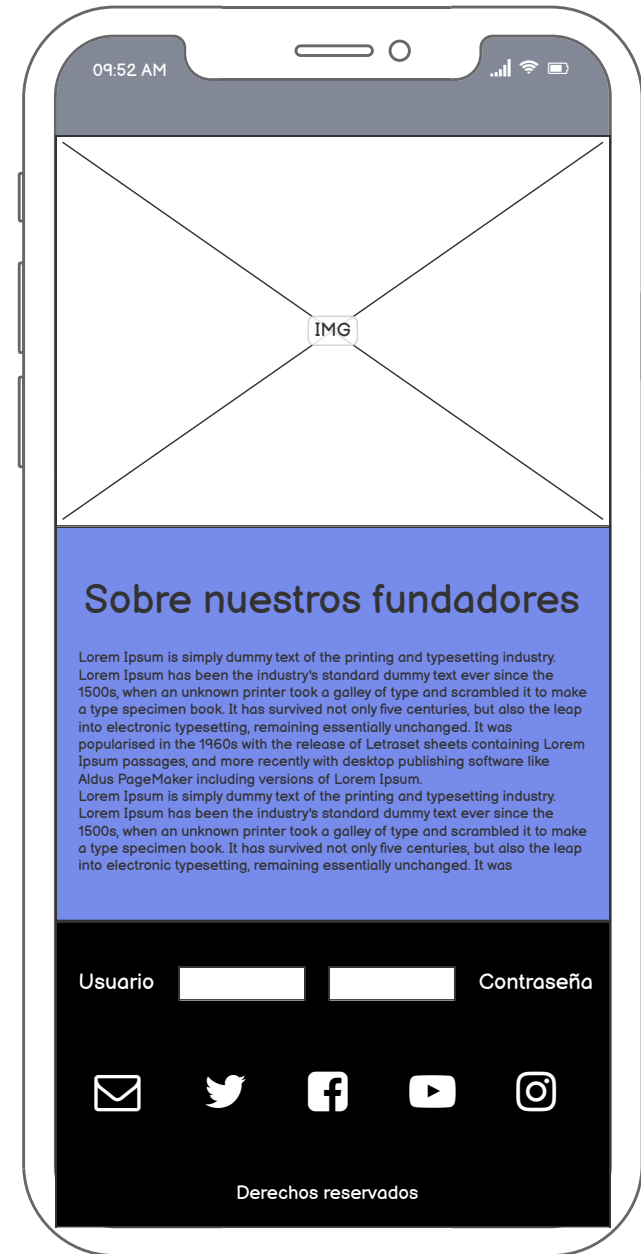 09:52 AM
IMG
Sobre nuestros fundadores
Lorem Ipsum is simply dummy text of the printing and typesetting industry.
Lorem Ipsum has been the industry's standard dummy text ever since the
1500s, when an unknown printer took a galley of type and scrambled it to make
a type specimen book. It has survived not only five centuries, but also the leap
into electronic typesetting, remaining essentially unchanged. It was
popularised in the 1960s with the release of Letraset sheets containing Lorem
Ipsum passages, and more recently with desktop publishing software like
Aldus PageMaker including versions of Lorem Ipsum.
Lorem Ipsum is simply dummy text of the printing and typesetting industry.
Lorem Ipsum has been the industry's standard dummy text ever since the
1500s, when an unknown printer took a galley of type and scrambled it to make
a type specimen book. It has survived not only five centuries, but also the leap
into electronic typesetting, remaining essentially unchanged. It was
Usuario Contraseña
Derechos reservados